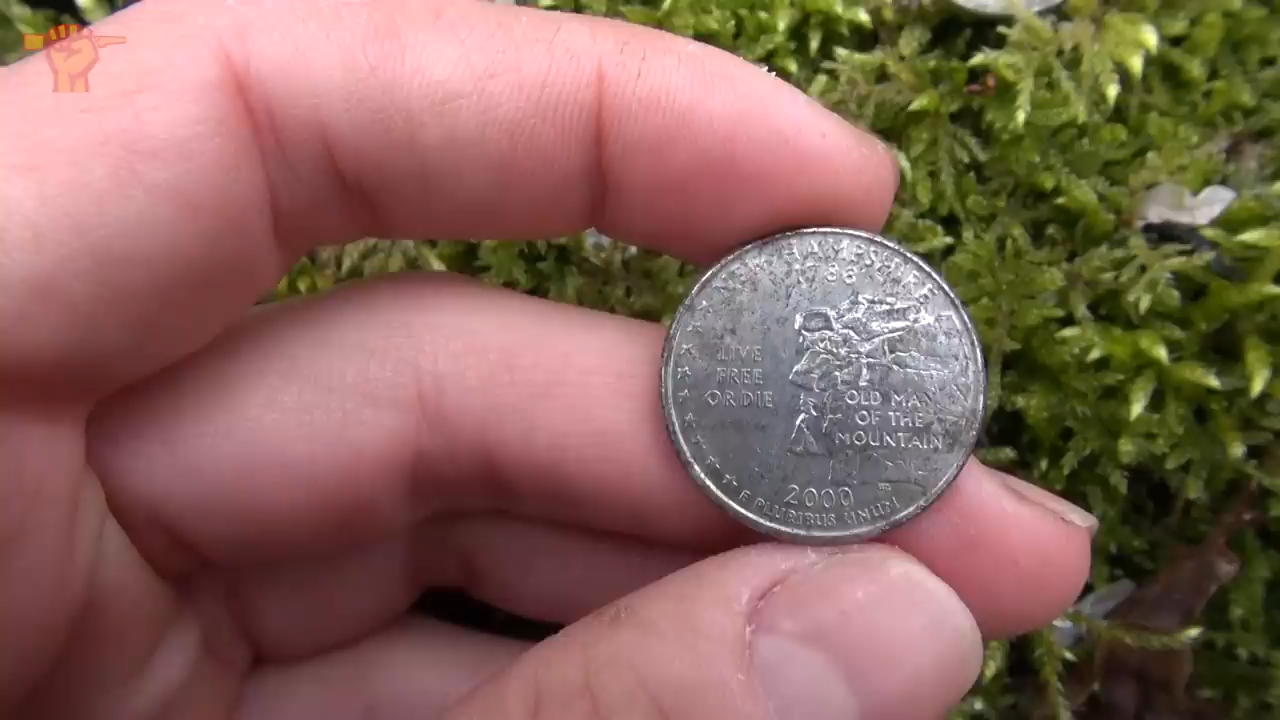 NEW HAMPSHIRE
1788
LIVE
FREE
OR DIE
OLD MAN
OF THE
MOUNTAIN
2000
E PLURIBUS UNUM